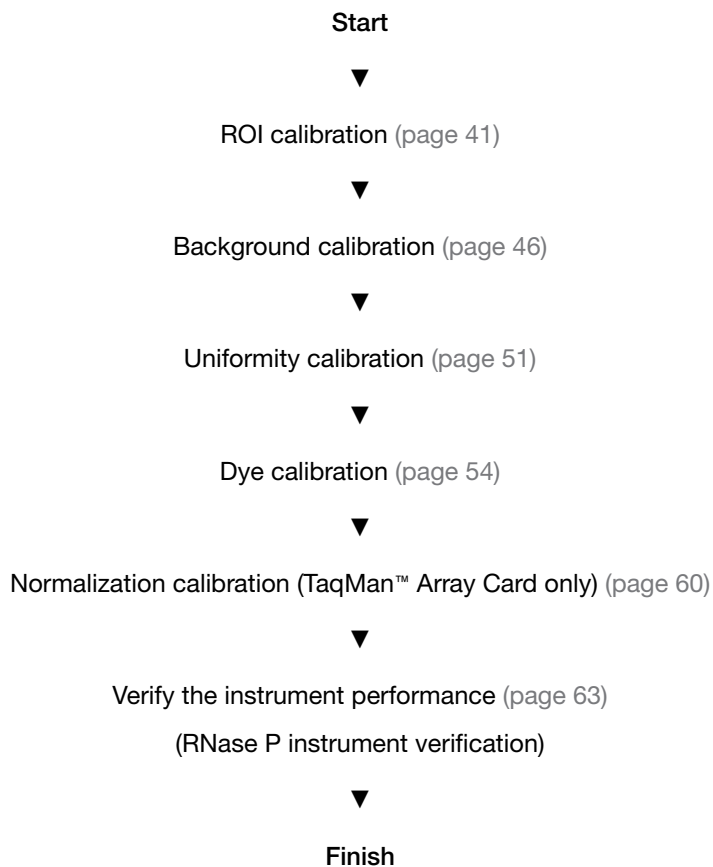 Start
▼
ROI calibration (page 41)
▼
Background calibration (page 46)
▼
Uniformity calibration (page 51)
▼
Dye calibration (page 54)
▼
Normalization calibration (TaqMan™ Array Card only) (page 60)
▼
Verify the instrument performance (page 63)
(RNase P instrument verification)
▼
Finish